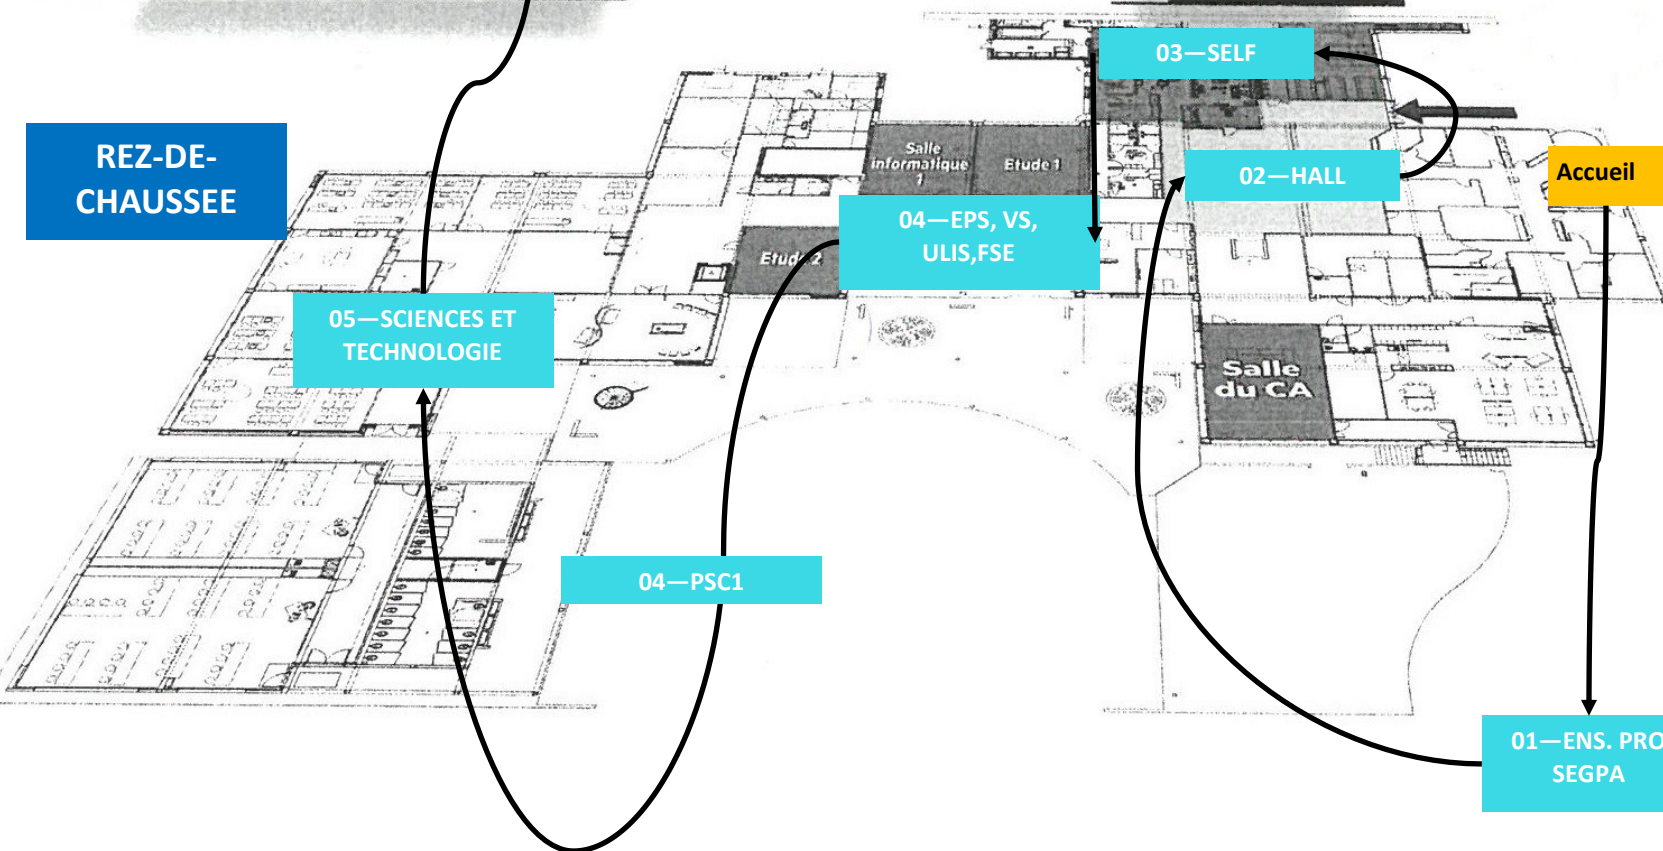 REZ-DE-
CHAUSSEE
03—SELF
02—HALL
Accueil
Salle
informatique
1
Etude 1
04—EPS, VS,
ULIS,FSE
Etude 2
05—SCIENCES ET
TECHNOLOGIE
Salle
du CA
04—PSC1
01—ENS. PRO
SEGPA